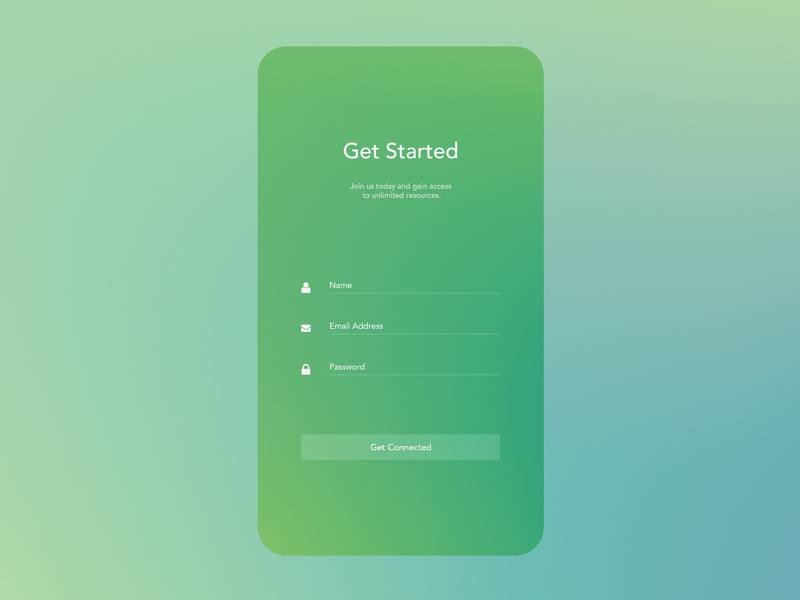 Get Started
Join us today and gain access
to unlimited resources.
Name
Email Address
Password
Get Connected